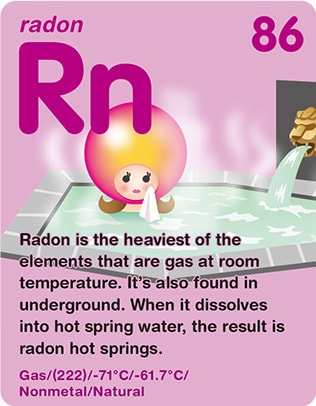 radon
86
Rn
Radon is the heaviest of the
elements that are gas at room
temperature. It's also found in
underground. When it dissolves
into hot spring water, the result is
radon hot springs.
Gas/(222)/-71°C/-61.7°C/
Nonmetal/Natural